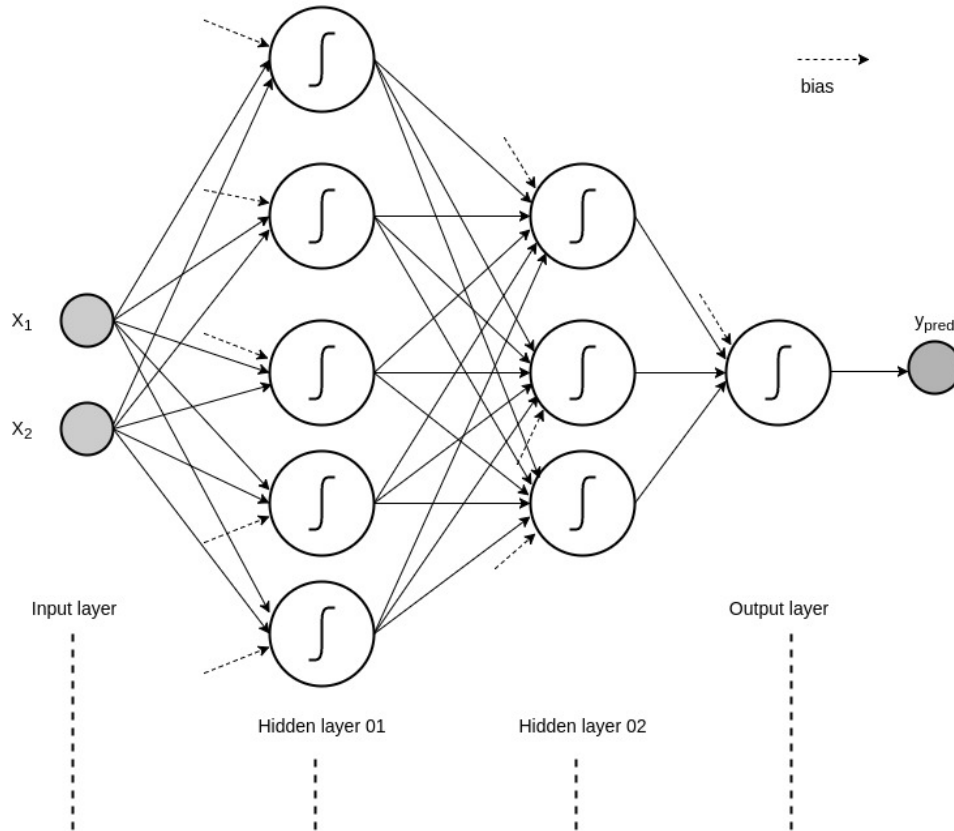 bias
X1
X2
ypred
Input layer
Output layer
Hidden layer 01
Hidden layer 02